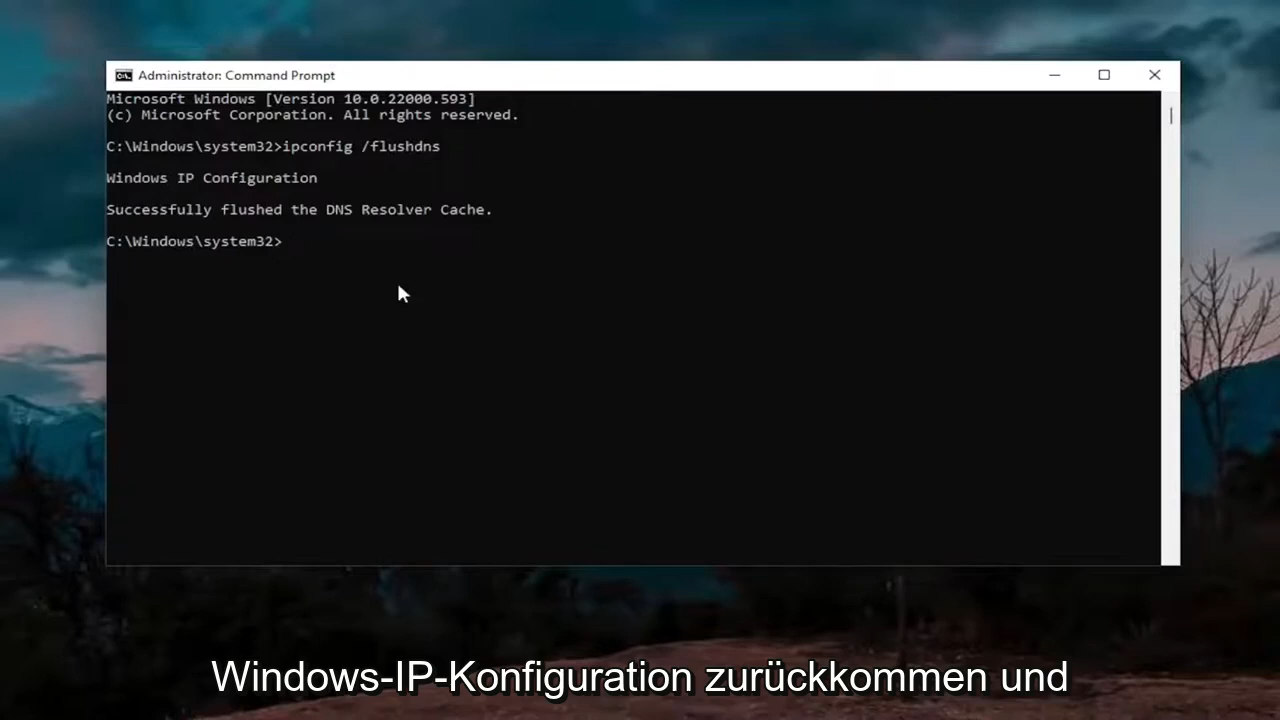 Administrator: Command Prompt
Microsoft Windows [Version 10.0.22000.593]
(c) Microsoft Corporation. All rights reserved.
C:\Windows\system32>ipconfig /flushdns
Windows IP Configuration
Successfully flushed the DNS Resolver Cache.
C:\Windows\system32>
Windows-IP-Konfiguration zurückkommen und